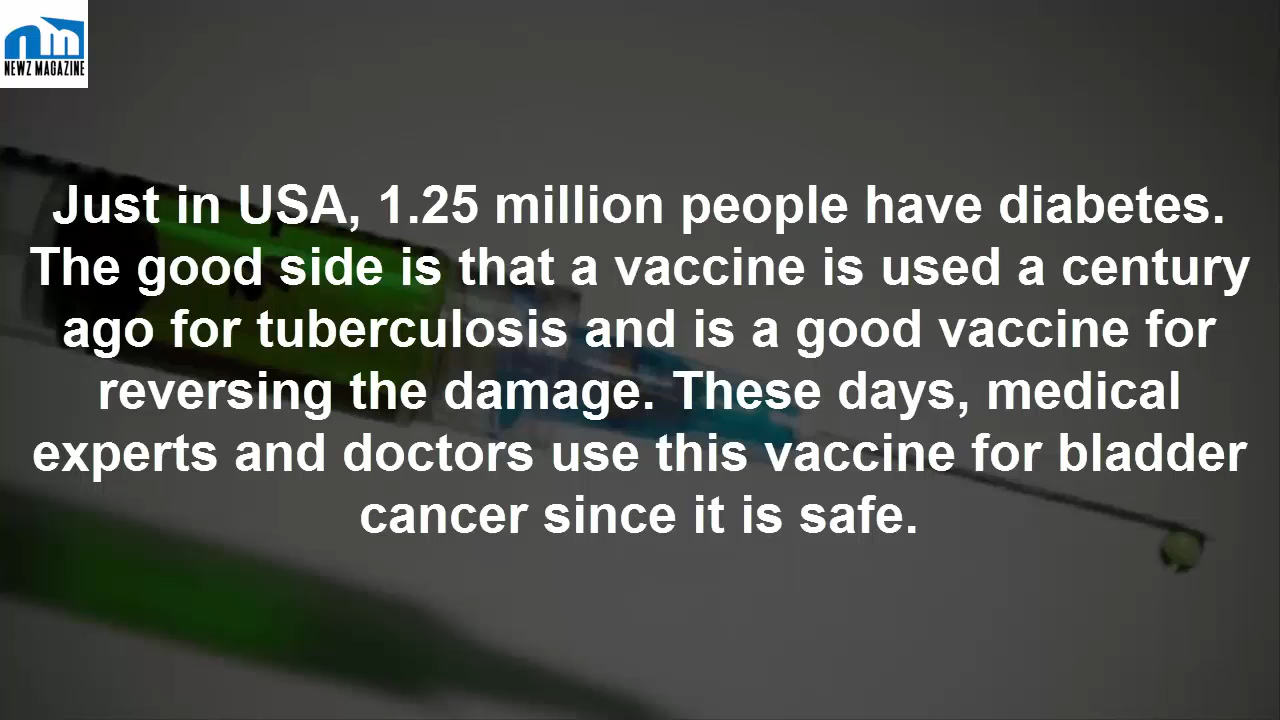 nm
NEWZ MAGAZINE
Just in USA, 1.25 million people have diabetes.
The good side is that a vaccine is used a century
ago for tuberculosis and is a good vaccine for
reversing the damage. These days, medical
experts and doctors use this vaccine for bladder
cancer since it is safe.